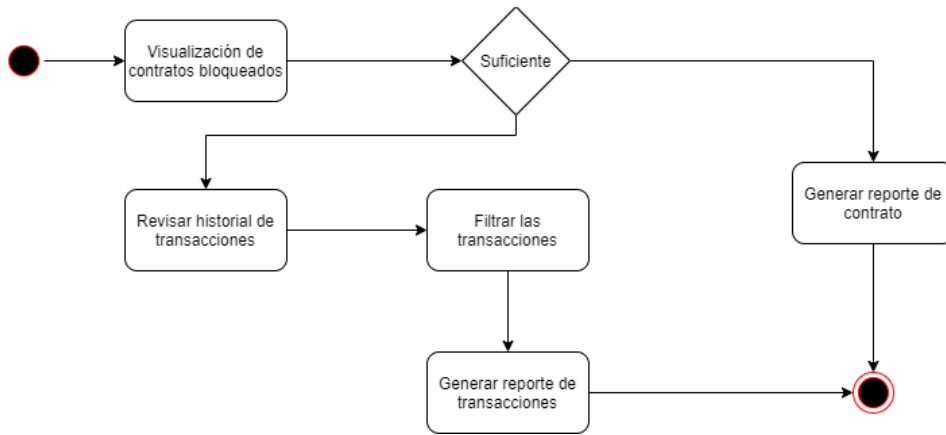 Visualización de
contratos bloqueados
Suficiente
Generar reporte de
contrato
Revisar historial de
transacciones
Filtrar las
transacciones
Generar reporte de
transacciones